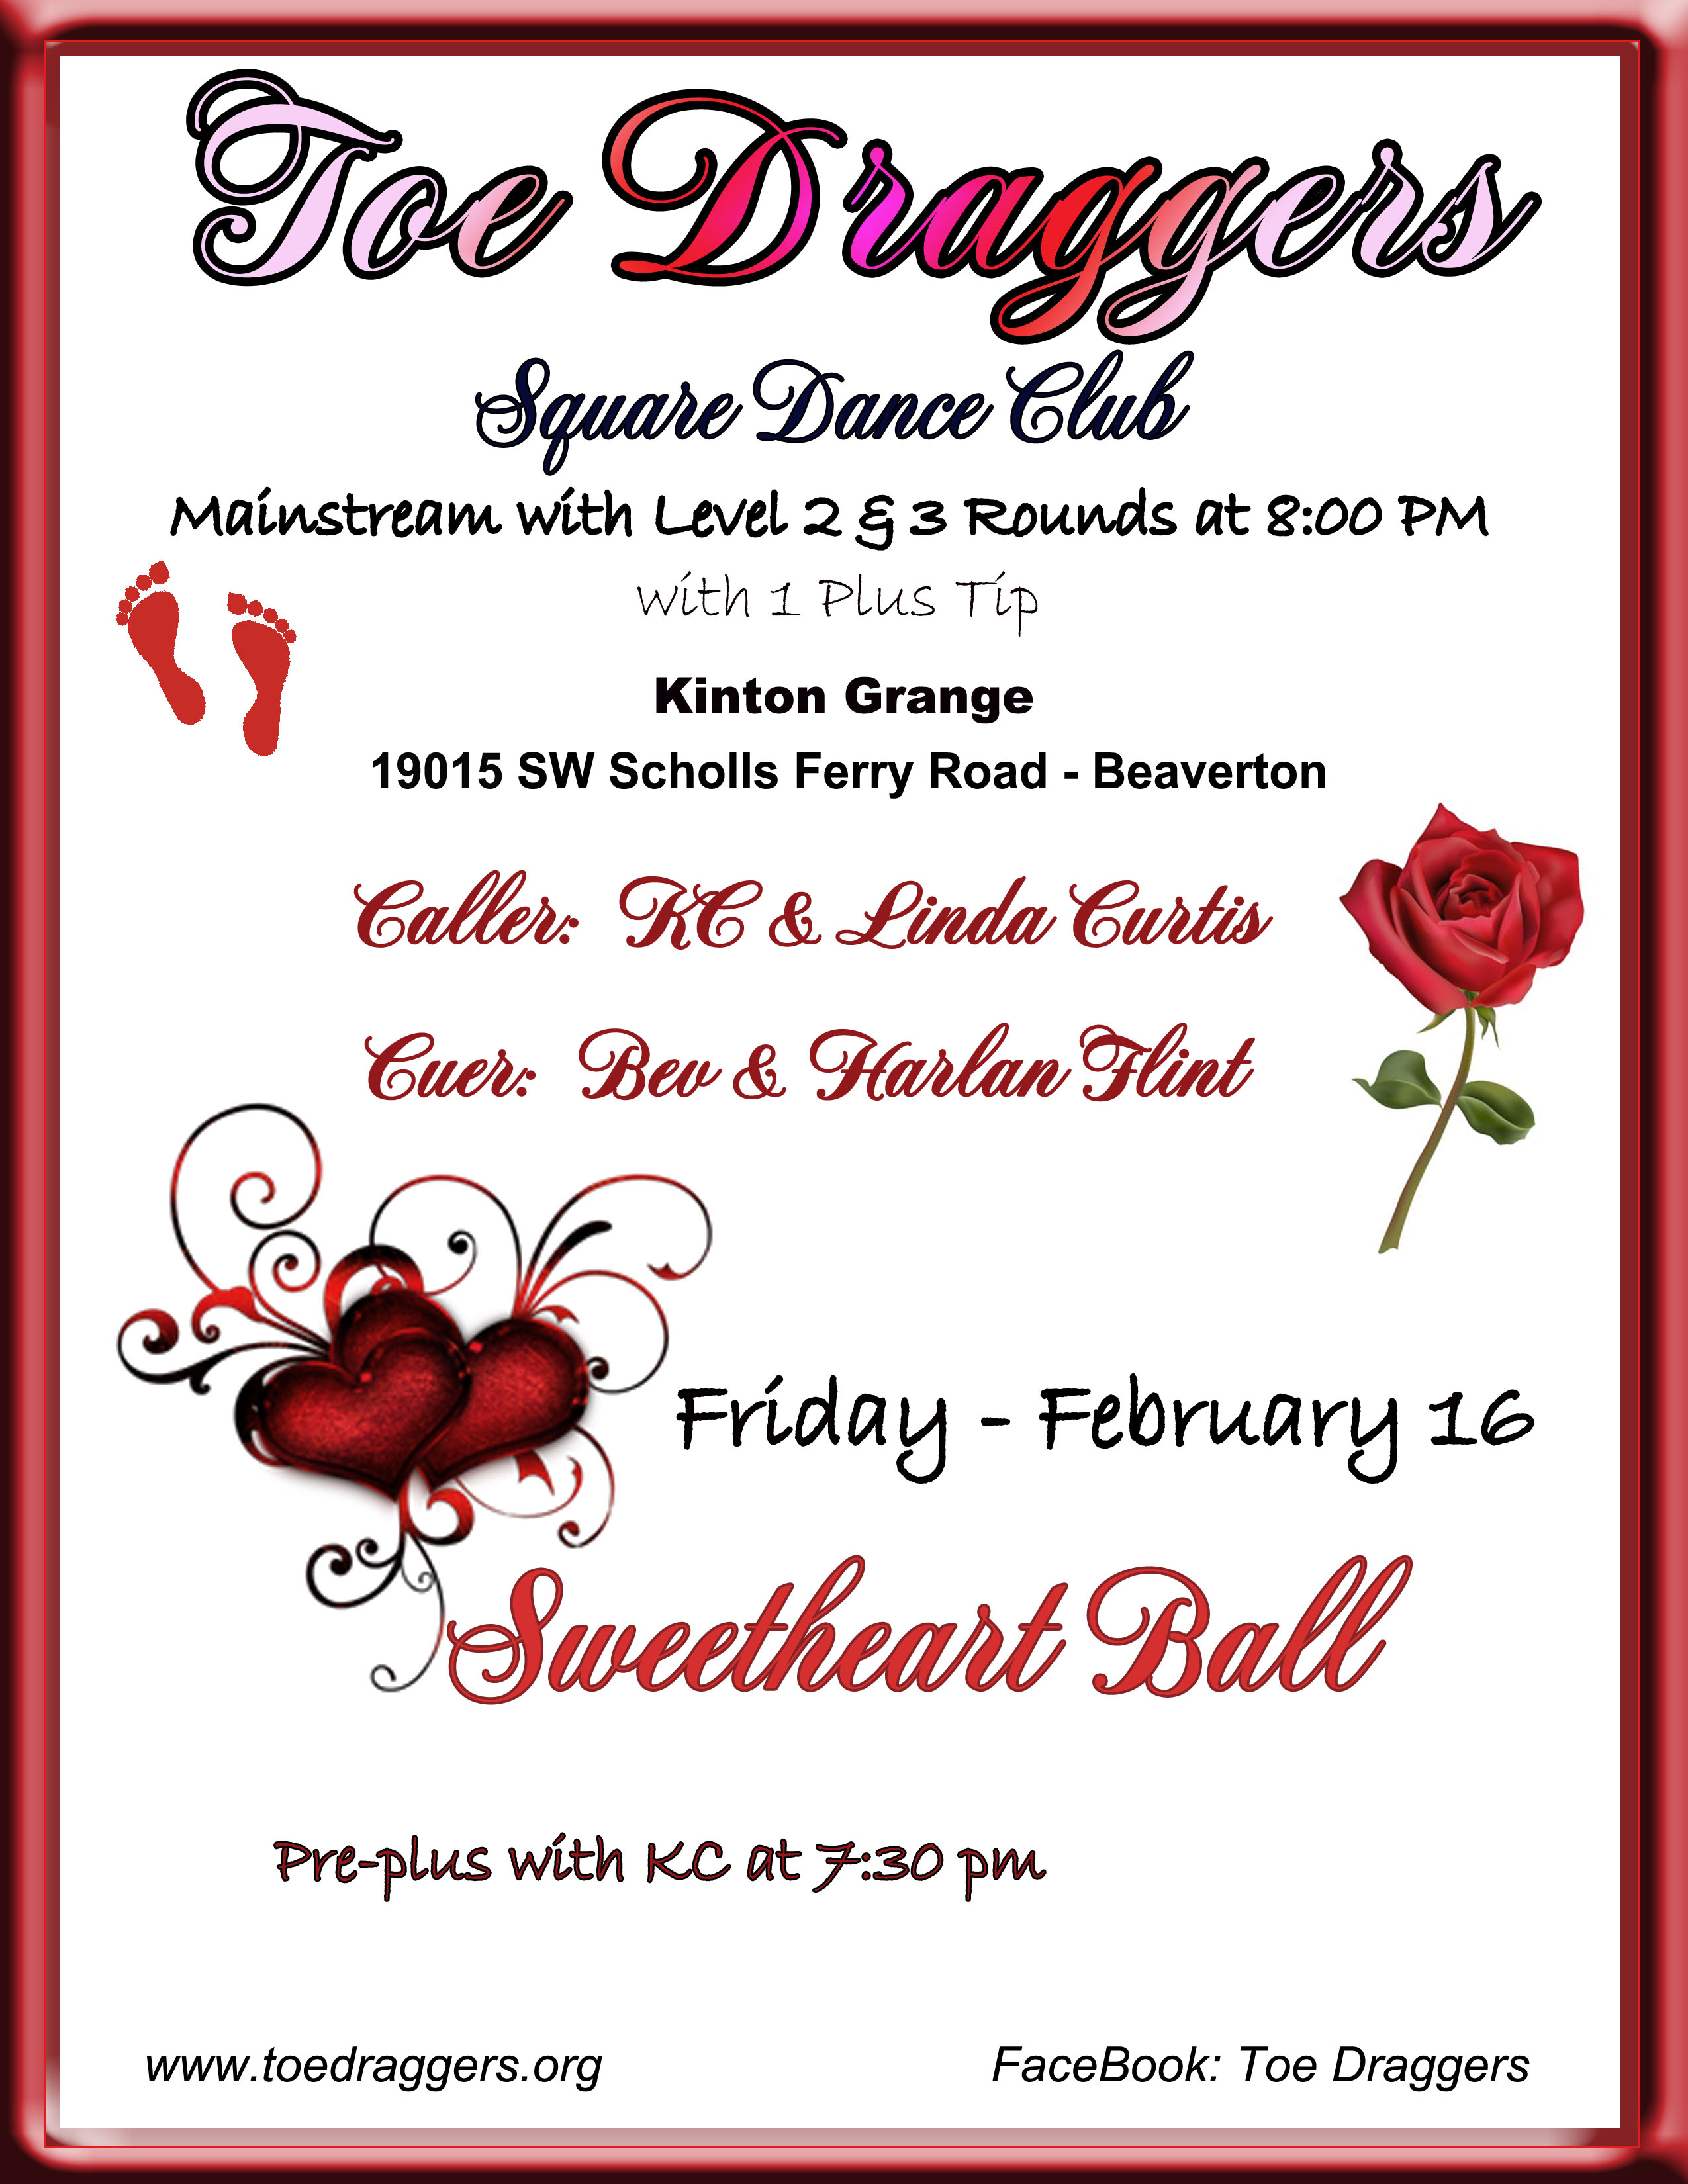 Toe Draggers
Square Dance Club
Mainstream with Level 2 & 3 Rounds at 8:00 PM
with 1 Plus Tip
Kinton Grange
19015 SW Scholls Ferry Road - Beaverton
Caller: KC & Linda Curtis
Cuer: Bev & Harlan Flint
Friday - February 16
Sweetheart Ball
Pre-plus with KC at 7:30 pm
www.toedraggers.org
FaceBook: Toe Draggers